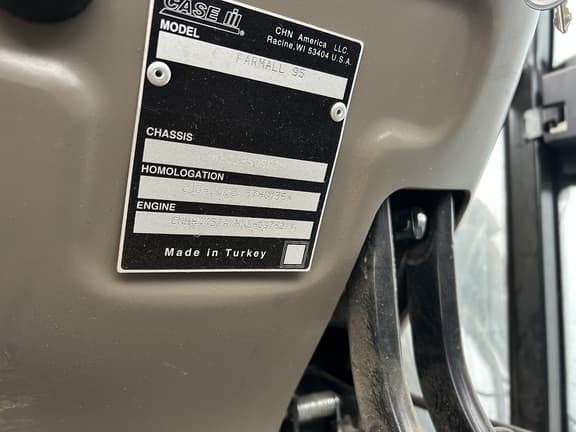 CASE IH
MODEL
CNH America LLC.
Racine,WI 53404 U.S.A.
FARMALL 95
CHASSIS
HOMOLOGATION
ENGINE
Made in Turkey